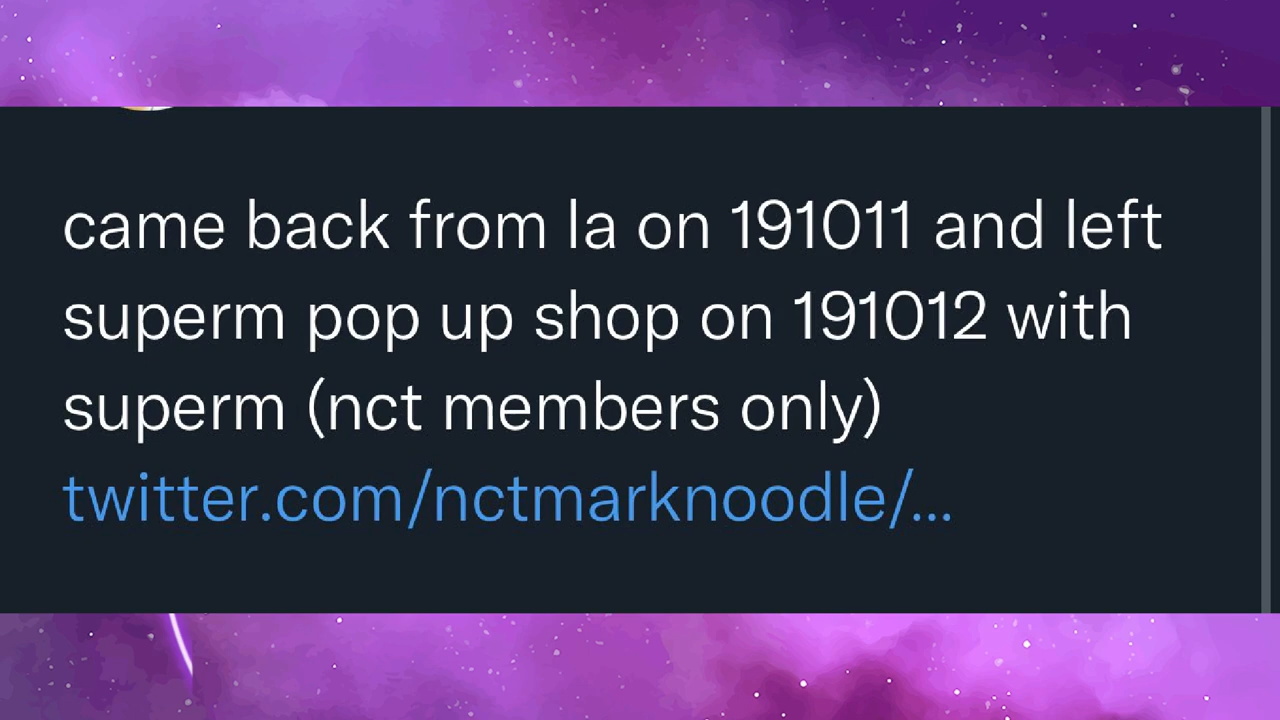 came back from la on 191011 and left
superm pop up shop on 191012 with
superm (nct members only)
twitter.com/nctmarknoodle/...